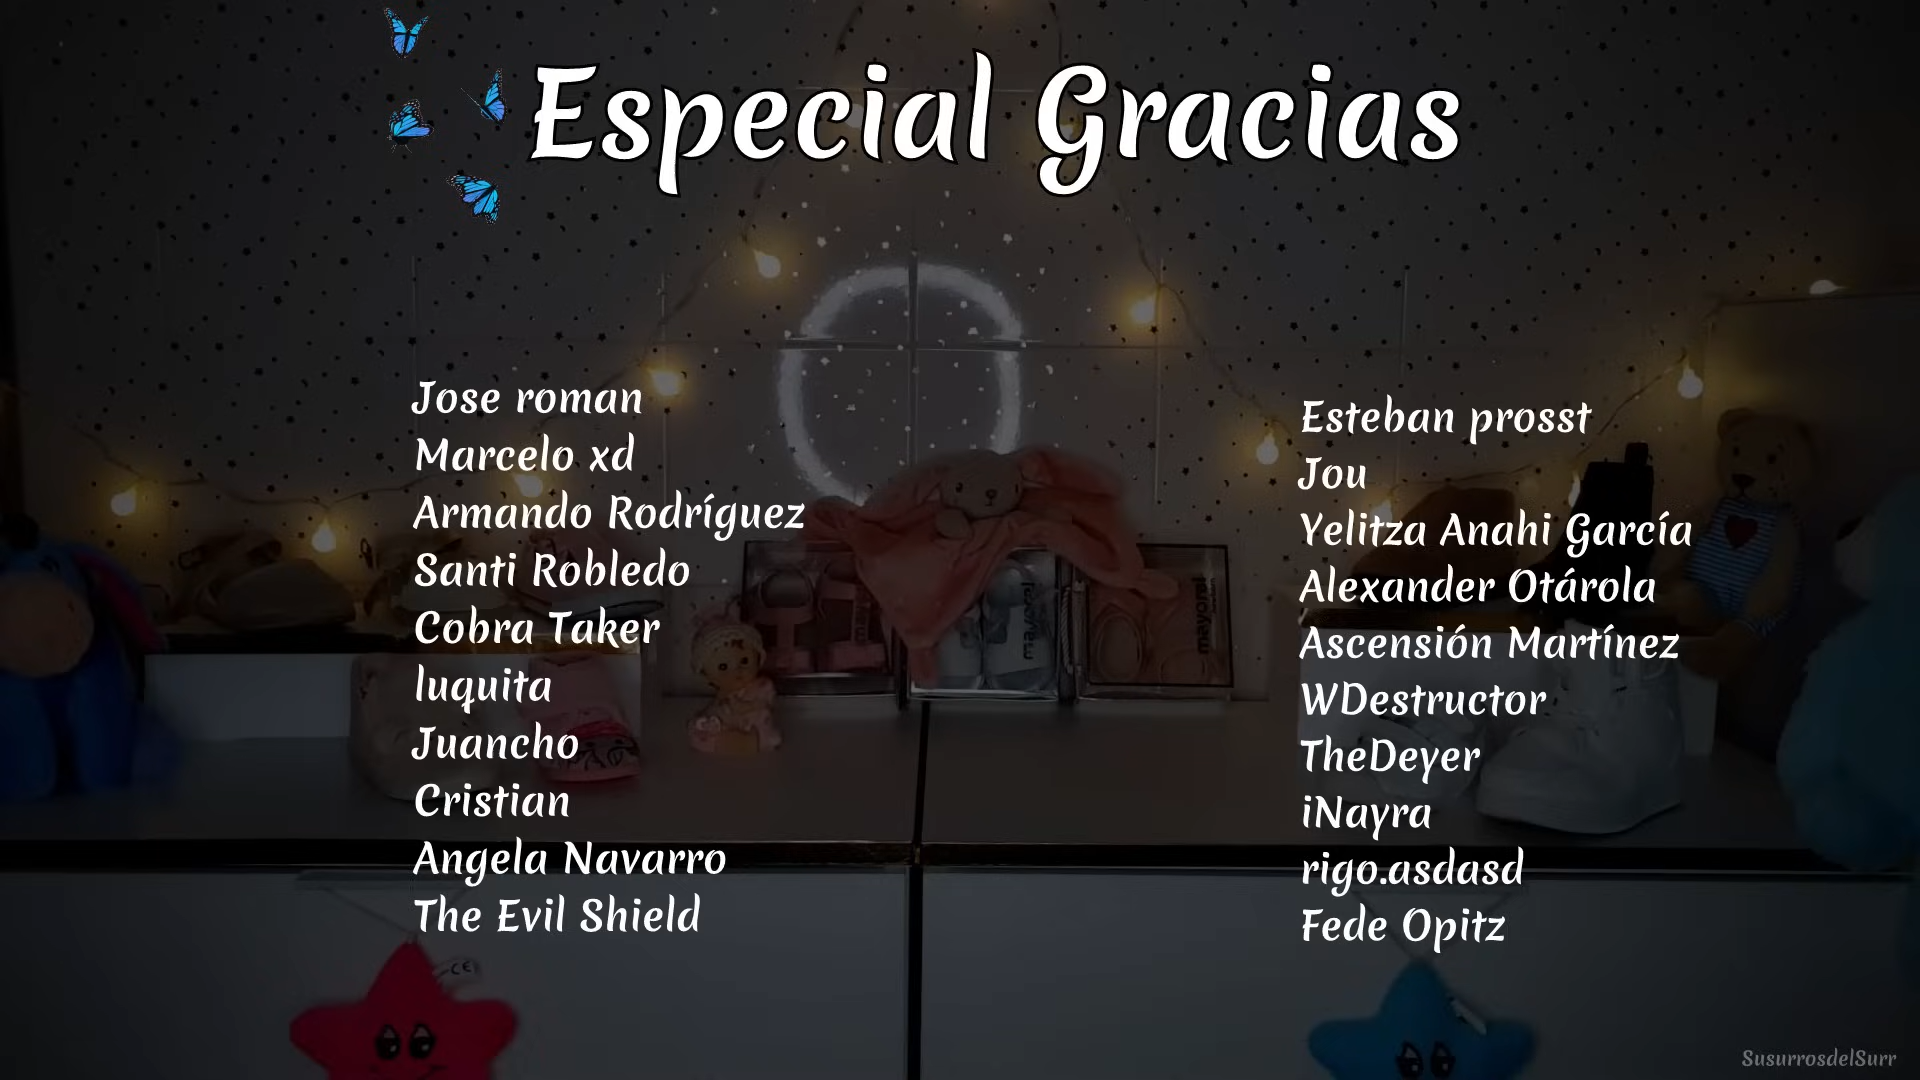 Especial Gracias
Jose roman
Marcelo xd
Armando Rodríguez
Santi Robledo
Cobra Taker
luquita
Juancho
Cristian
Angela Navarro
The Evil Shield
Esteban prosst
Jou
Yelitza Anahi García
Alexander Otárola
Ascensión Martínez
WDestructor
TheDeyer
iNayra
rigo.asdasd
Fede Opitz
mayoral
CE
SusurrosdelSurr